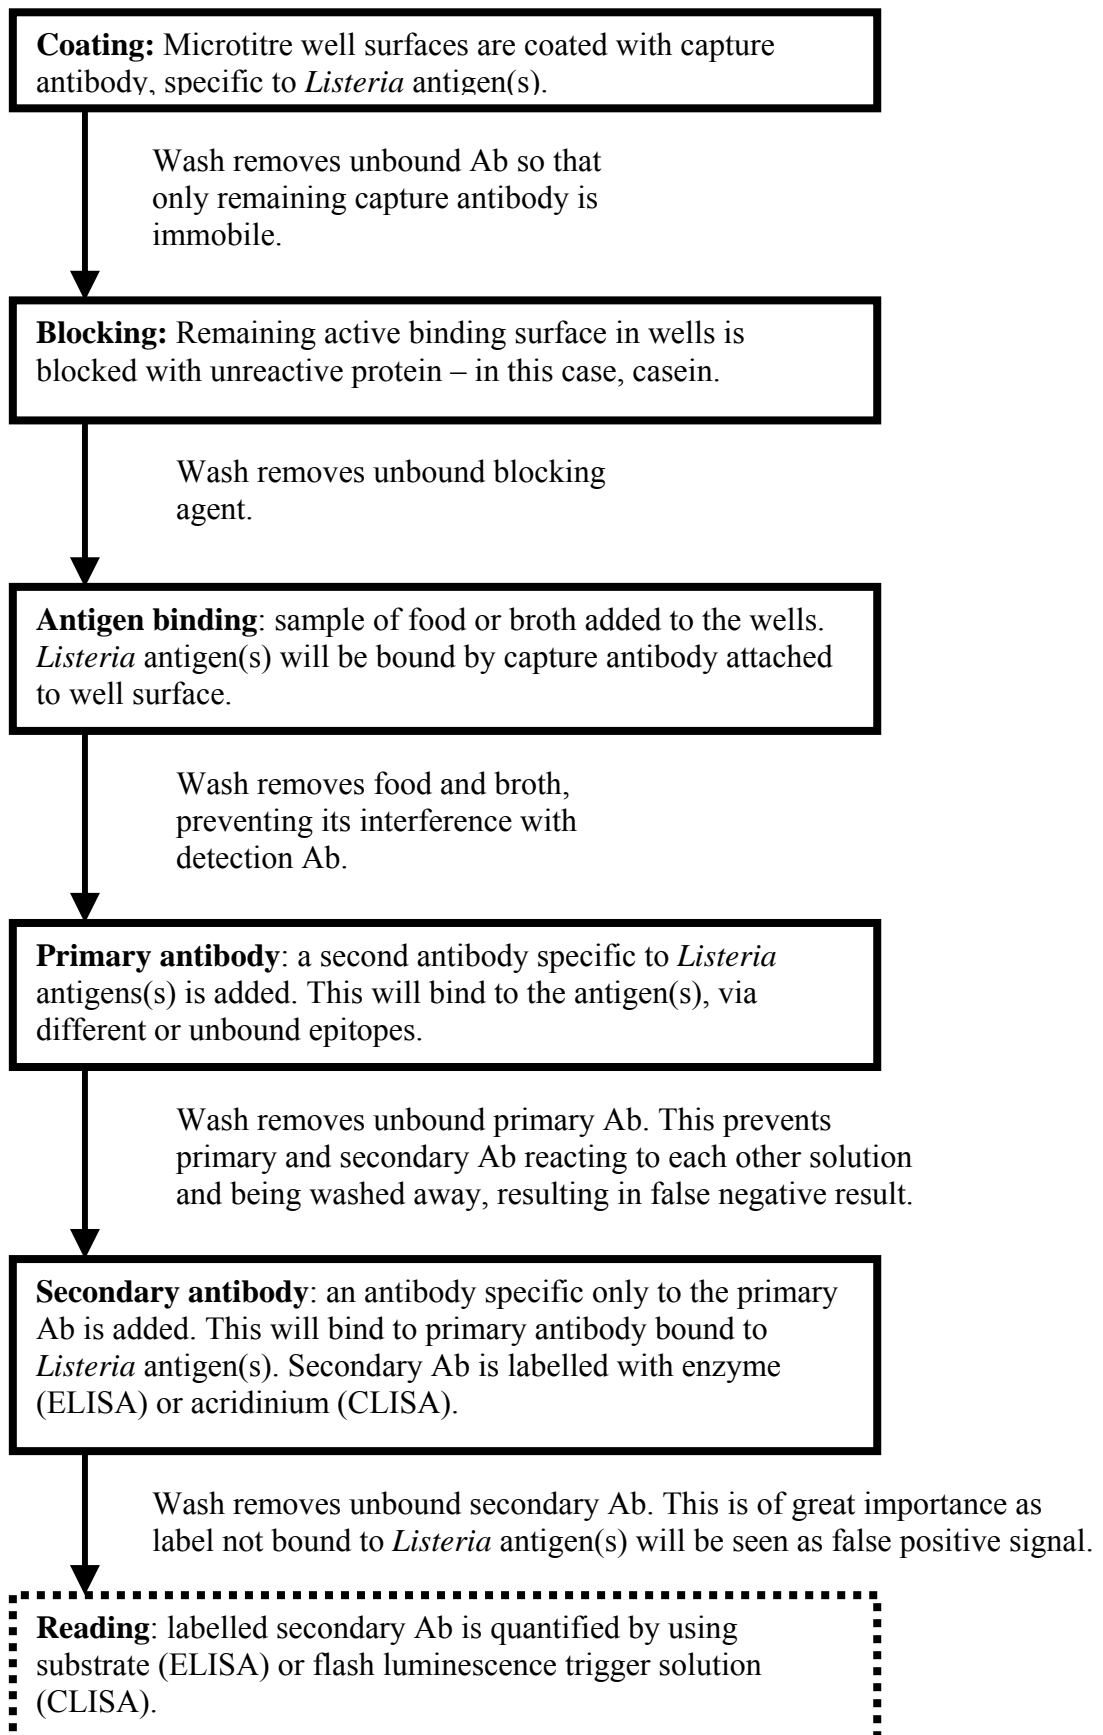 Coating: Microtitre well surfaces are coated with capture
antibody, specific to Listeria antigen(s).
Wash removes unbound Ab so that
only remaining capture antibody is
immobile.
Blocking: Remaining active binding surface in wells is
blocked with unreactive protein – in this case, casein.
Wash removes unbound blocking
agent.
Antigen binding: sample of food or broth added to the wells.
Listeria antigen(s) will be bound by capture antibody attached
to well surface.
Wash removes food and broth,
preventing its interference with
detection Ab.
Primary antibody: a second antibody specific to Listeria
antigens(s) is added. This will bind to the antigen(s), via
different or unbound epitopes.
Wash removes unbound primary Ab. This prevents
primary and secondary Ab reacting to each other solution
and being washed away, resulting in false negative result.
Secondary antibody: an antibody specific only to the primary
Ab is added. This will bind to primary antibody bound to
Listeria antigen(s). Secondary Ab is labelled with enzyme
(ELISA) or acridinium (CLISA).
Wash removes unbound secondary Ab. This is of great importance as
label not bound to Listeria antigen(s) will be seen as false positive signal.
Reading: labelled secondary Ab is quantified by using
substrate (ELISA) or flash luminescence trigger solution
(CLISA).